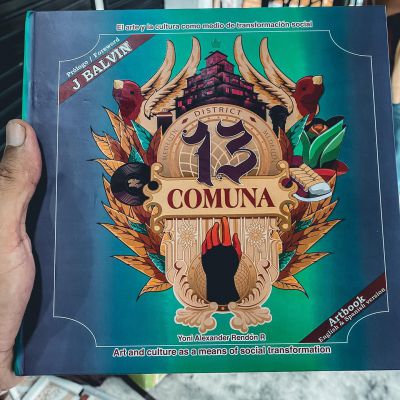 El arte y la cultura como medio de transformación social
Prólogo / Foreword
J BALVIN
DISTRICT
13
COMUNA
Yoni Alexander Rendón R
Artbook
English & Spanish version
Art and culture as a means of social transformation